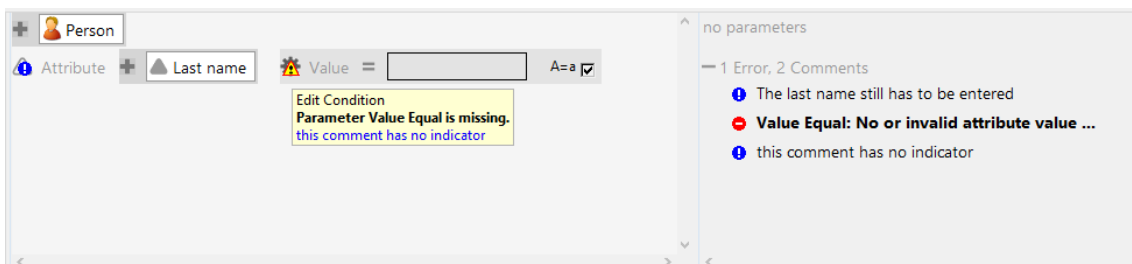 Person
no parameters
Attribute Last name Value = A=a
1 Error, 2 Comments
Edit Condition
Parameter Value Equal is missing.
this comment has no indicator
The last name still has to be entered
Value Equal: No or invalid attribute value ...
this comment has no indicator